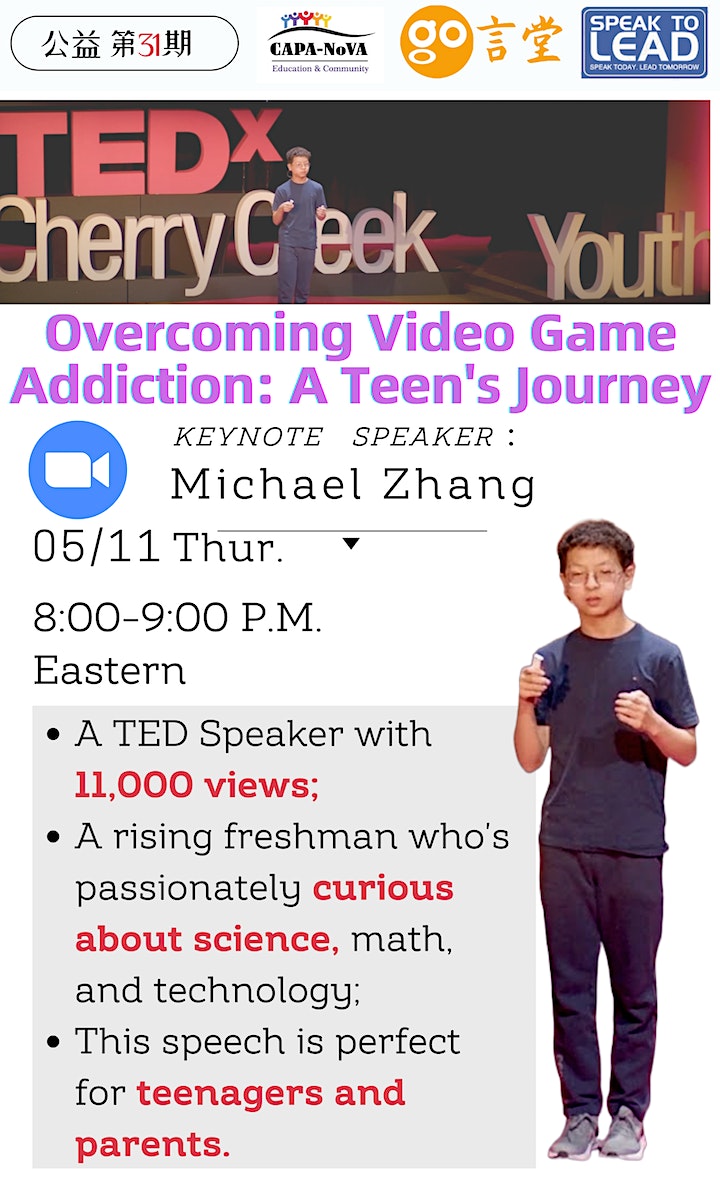 公益 第31期
CAPA-NoVA
Education & Community
go言堂
SPEAK TO
LEAD
SPEAK TODAY. LEAD TOMORROW
TEDx
Cherry Creek
Youth
Overcoming Video Game
Addiction: A Teen's Journey
KEYNOTE SPEAKER :
Michael Zhang
05/11 Thur.
8:00-9:00 P.M.
Eastern
• A TED Speaker with
11,000 views;
• A rising freshman who's
passionately curious
about science, math,
and technology;
• This speech is perfect
for teenagers and
parents.